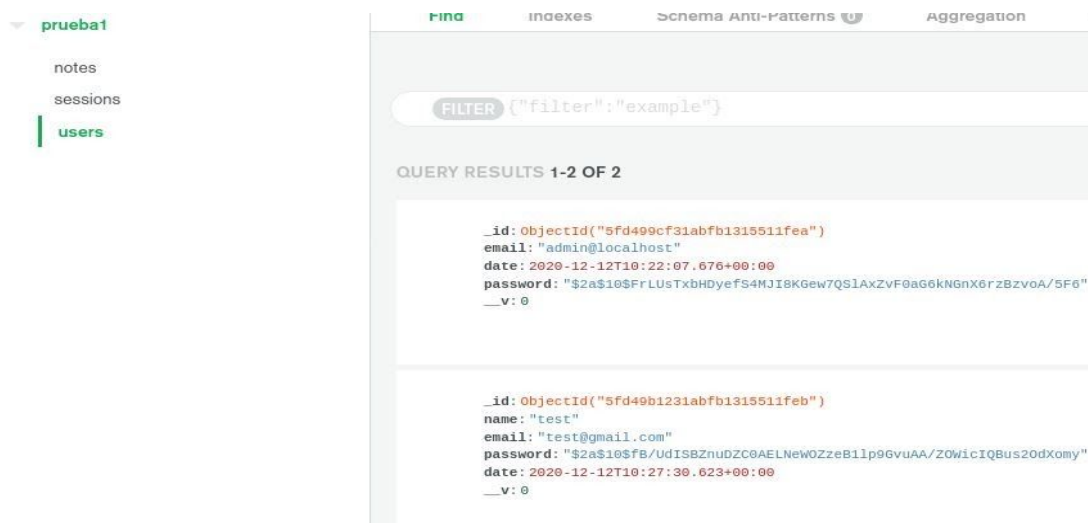 prueba1
notes
sessions
users
Find Indexes Schema Anti-Patterns 0 Aggregation
FILTER {"filter":"example"}
QUERY RESULTS 1-2 OF 2
_id: ObjectId("5fd499cf31abfb1315511fea")
email: "admin@localhost"
date: 2020-12-12T10:22:07.676+00:00
password: "$2a$10$FrLUsTxbHDyefS4MJI8KGew7QSlAxZvF0aG6kNGnX6rzBzvoA/5F6"
__v: 0
_id: ObjectId("5fd49b1231abfb1315511feb")
name: "test"
email: "test@gmail.com"
password: "$2a$10$fB/UdISBZnuDZC0AELNeWOZzeB1lp9GvuAA/ZOWicIQBus2OdXomy"
date: 2020-12-12T10:27:30.623+00:00
__v: 0